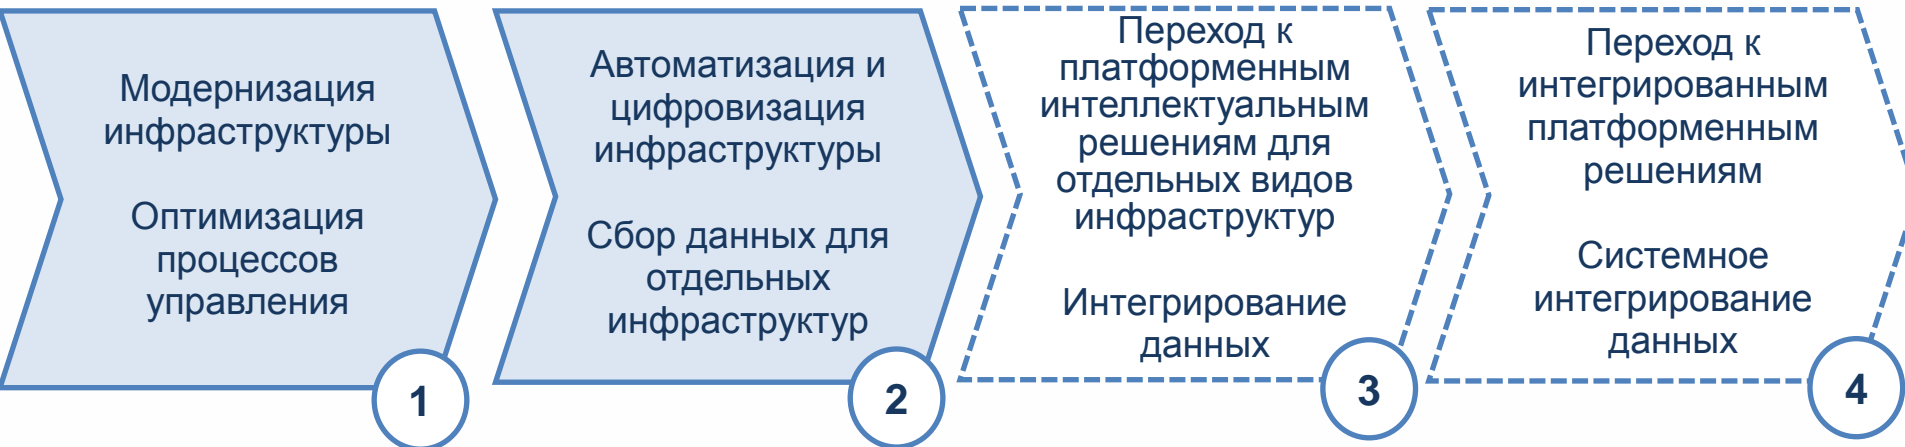 Модернизация
инфраструктуры
Оптимизация
процессов
управления
1
Автоматизация и
цифровизация
инфраструктуры
Сбор данных для
отдельных
инфраструктур
2
Переход к
платформенным
интеллектуальным
решениям для
отдельных видов
инфраструктур
Интегрирование
данных
3
Переход к
интегрированным
платформенным
решениям
Системное
интегрирование
данных
4